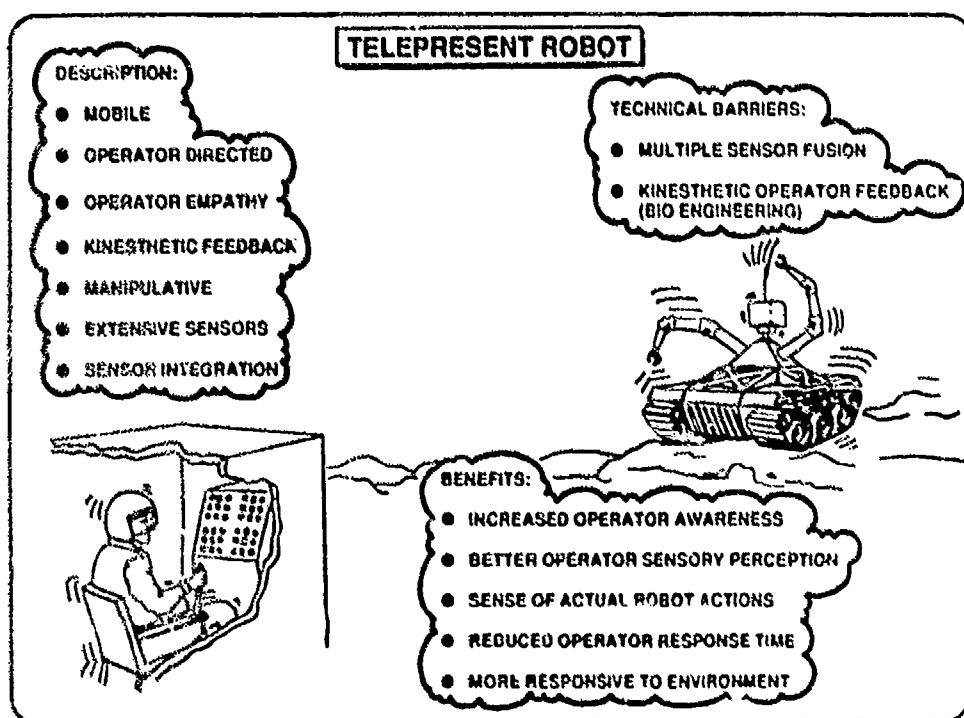 TELEPRESENT ROBOT
DESCRIPTION:
● MOBILE
● OPERATOR DIRECTED
● OPERATOR EMPATHY
● KINESTHETIC FEEDBACK
● MANIPULATIVE
● EXTENSIVE SENSORS
● SENSOR INTEGRATION
TECHNICAL BARRIERS:
● MULTIPLE SENSOR FUSION
● KINESTHETIC OPERATOR FEEDBACK
(BIO ENGINEERING)
BENEFITS:
● INCREASED OPERATOR AWARENESS
● BETTER OPERATOR SENSORY PERCEPTION
● SENSE OF ACTUAL ROBOT ACTIONS
● REDUCED OPERATOR RESPONSE TIME
● MORE RESPONSIVE TO ENVIRONMENT